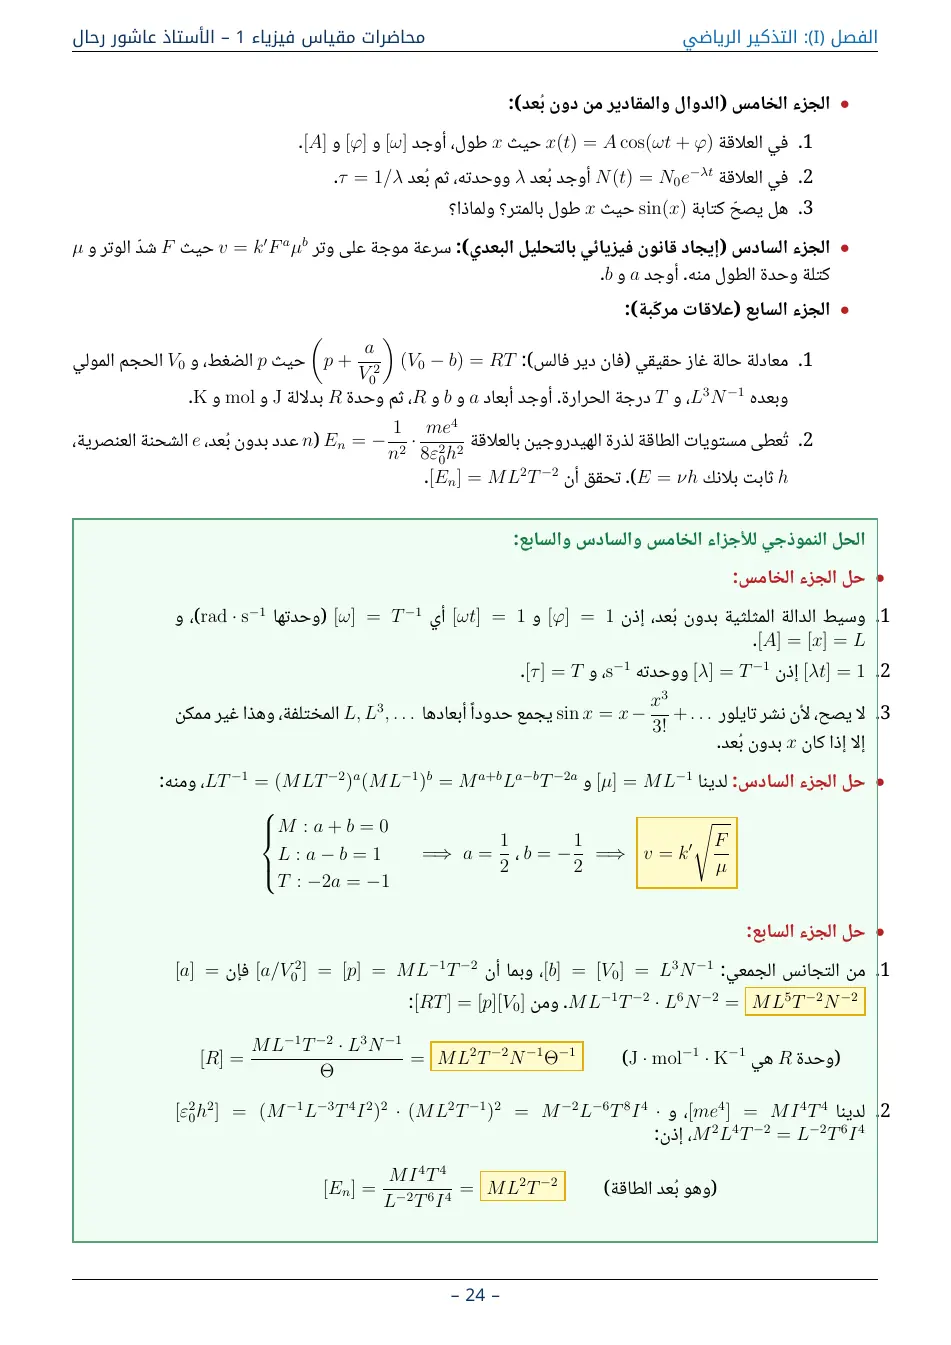 الفصل (I): التذكير الرياضي
محاضرات مقياس فيزياء 1 – الأستاذ عاشور رحال
• الجزء الخامس (الدوال والمقادير من دون بُعد):
1. في العلاقة x(t) = A cos(ωt + φ) حيث x طول، أوجد [ω] و [φ] و [A].
2. في العلاقة N(t) = N₀e^{−λt} أوجد بُعد λ ووحدته، ثم بُعد τ = 1/λ.
3. هل يصحّ كتابة sin(x) حيث x طول بالمتر؟ ولماذا؟
• الجزء السادس (إيجاد قانون فيزيائي بالتحليل البعدي): سرعة موجة على وتر v = k′F^a μ^b حيث F شدّ الوتر و μ
كتلة وحدة الطول منه. أوجد a و b.
• الجزء السابع (علاقات مركّبة):
1. معادلة حالة غاز حقيقي (فان دير فالس): (p + a/V₀²)(V₀ − b) = RT حيث p الضغط، و V₀ الحجم المولي
وبعده L³N⁻¹، و T درجة الحرارة. أوجد أبعاد a و b و R، ثم وحدة R بدلالة J و mol و K.
2. تُعطى مستويات الطاقة لذرة الهيدروجين بالعلاقة E_n = −1/n² · me⁴/8ε₀²h² (n عدد بدون بُعد، e الشحنة العنصرية،
h ثابت بلانك E = νh). تحقق أن [E_n] = ML²T⁻².
الحل النموذجي للأجزاء الخامس والسادس والسابع:
• حل الجزء الخامس:
1. وسيط الدالة المثلثية بدون بُعد، إذن [φ] = 1 و [ωt] = 1 أي [ω] = T⁻¹ (وحدتها rad · s⁻¹)، و
[A] = [x] = L.
2. [λt] = 1 إذن [λ] = T⁻¹ ووحدته s⁻¹، و [τ] = T.
3. لا يصح، لأن نشر تايلور sin x = x − x³/3! + . . . يجمع حدوداً أبعادها L, L³, . . . المختلفة، وهذا غير ممكن
إلا إذا كان x بدون بُعد.
• حل الجزء السادس: لدينا [μ] = ML⁻¹ و LT⁻¹ = (MLT⁻²)^a(ML⁻¹)^b = M^{a+b}L^{a−b}T^{−2a}، ومنه:
{ M : a + b = 0
L : a − b = 1 ⟹ a = 1/2 ، b = −1/2 ⟹ v = k′√(F/μ)
T : −2a = −1
• حل الجزء السابع:
1. من التجانس الجمعي: [b] = [V₀] = L³N⁻¹، وبما أن [a/V₀²] = [p] = ML⁻¹T⁻² فإن [a] =
ML⁻¹T⁻² · L⁶N⁻² = ML⁵T⁻²N⁻². ومن [RT] = [p][V₀]:
[R] = ML⁻¹T⁻² · L³N⁻¹/Θ = ML²T⁻²N⁻¹Θ⁻¹ (وحدة R هي J · mol⁻¹ · K⁻¹)
2. لدينا [me⁴] = MI⁴T⁴، و [ε₀²h²] = (M⁻¹L⁻³T⁴I²)² · (ML²T⁻¹)² = M⁻²L⁻⁶T⁸I⁴ ·
M²L⁴T⁻² = L⁻²T⁶I⁴، إذن:
[E_n] = MI⁴T⁴/L⁻²T⁶I⁴ = ML²T⁻² (وهو بُعد الطاقة)
– 24 –